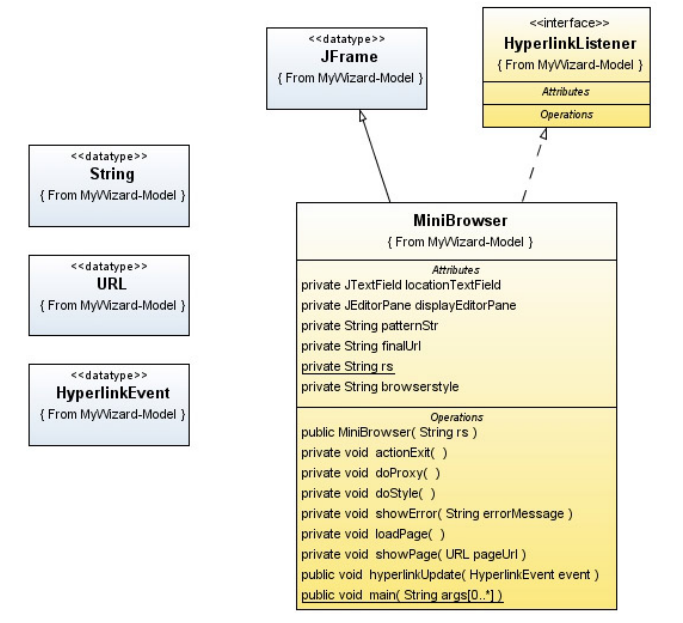 <<datatype>>
JFrame
{ From MyWizard-Model }
<<interface>>
HyperlinkListener
{ From MyWizard-Model }
Attributes
Operations
<<datatype>>
String
{ From MyWizard-Model }
<<datatype>>
URL
{ From MyWizard-Model }
<<datatype>>
HyperlinkEvent
{ From MyWizard-Model }
MiniBrowser
{ From MyWizard-Model }
Attributes
private JTextField locationTextField
private JEditorPane displayEditorPane
private String patternStr
private String finalUrl
private String rs
private String browserstyle
Operations
public MiniBrowser( String rs )
private void  actionExit(  )
private void  doProxy(  )
private void  doStyle(  )
private void  showError( String errorMessage )
private void  loadPage(  )
private void  showPage( URL pageUrl )
public void  hyperlinkUpdate( HyperlinkEvent event )
public void  main( String args[0..*] )